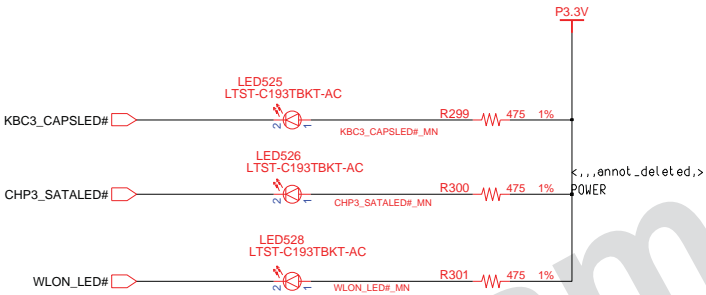 P3.3V
LED525
LTST-C193TBKT-AC
KBC3_CAPSLED#
2
1
R299
475
1%
KBC3_CAPSLED#_MN
LED526
LTST-C193TBKT-AC
<,,,annot_deleted,>
CHP3_SATALED#
2
1
R300
475
1%
POWER
CHP3_SATALED#_MN
LED528
LTST-C193TBKT-AC
WLON_LED#
2
1
R301
475
1%
WLON_LED#_MN